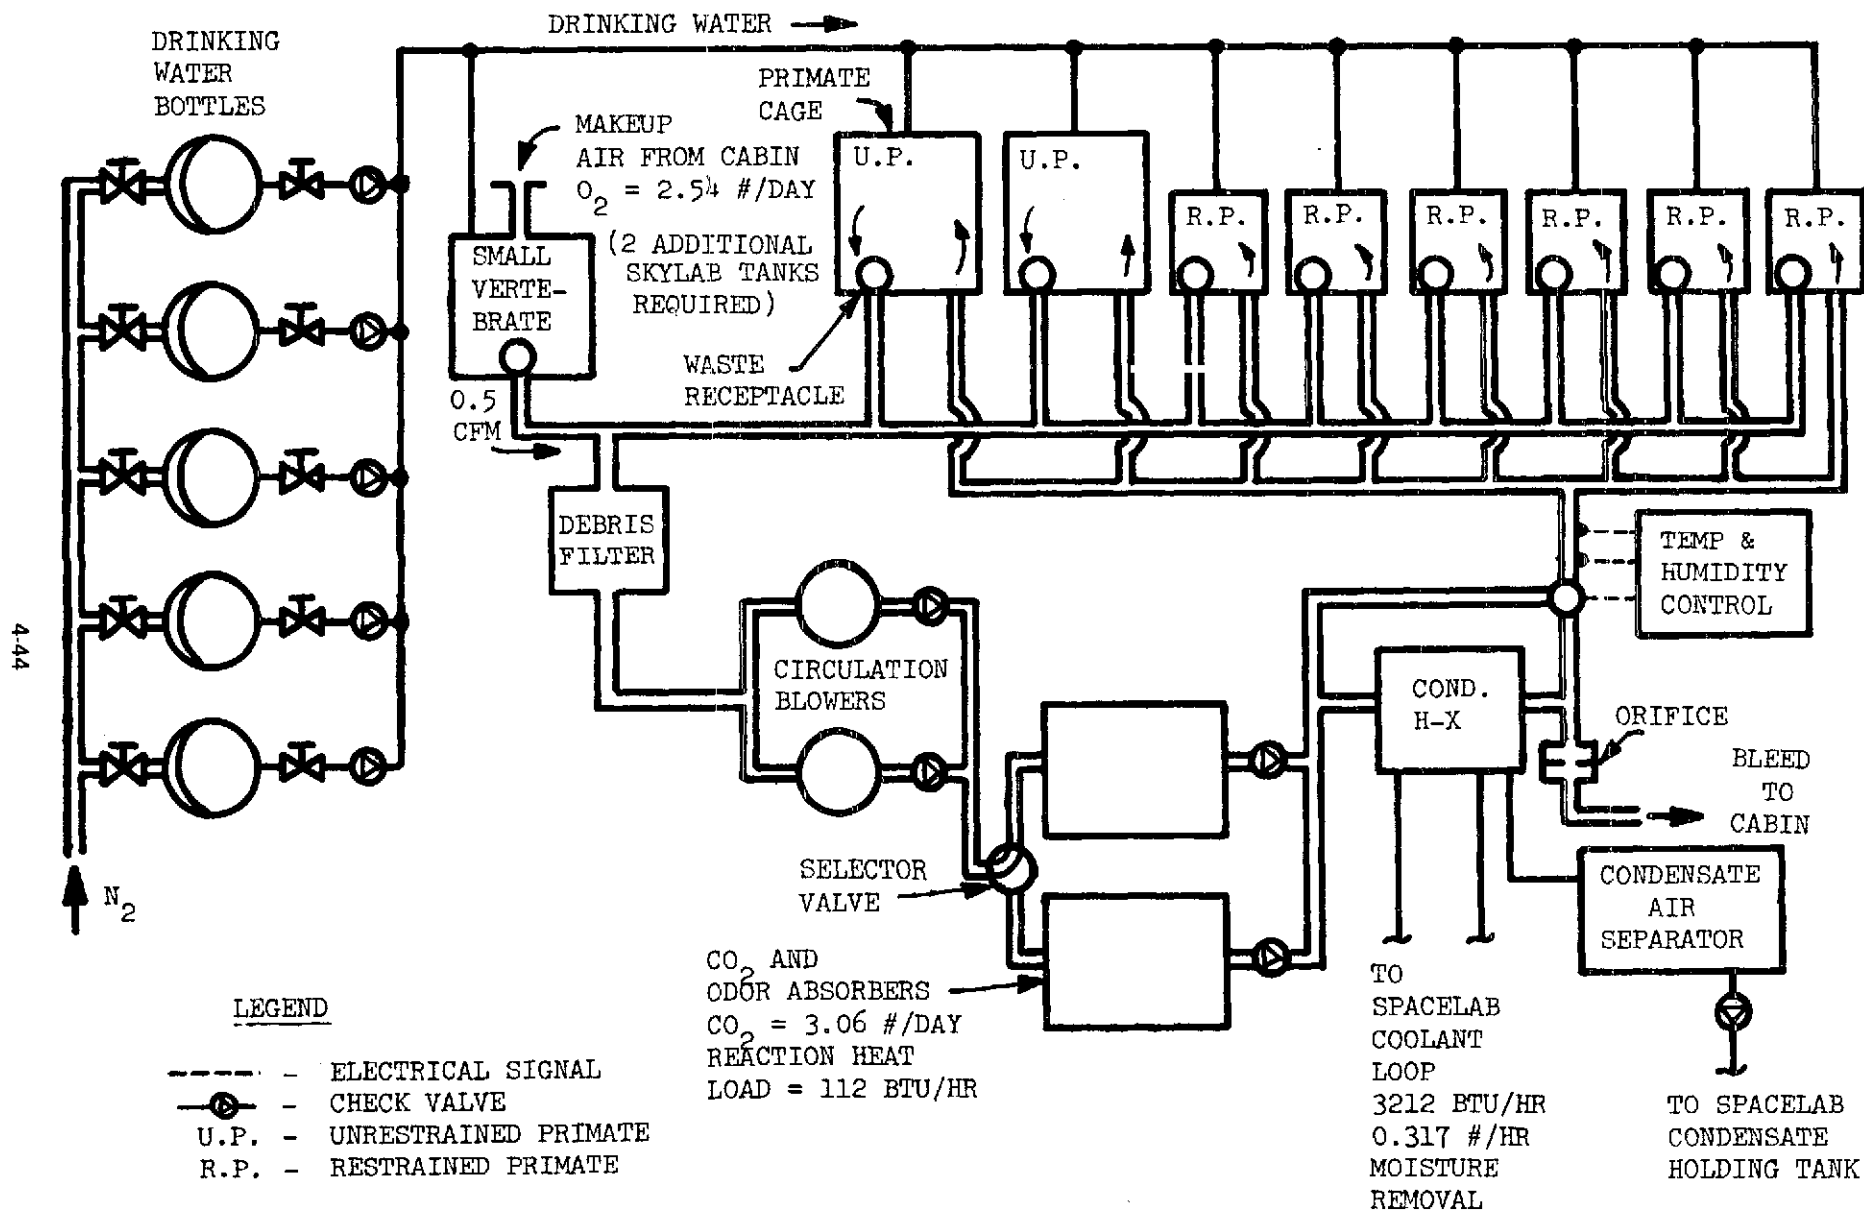 DRINKING WATER
DRINKING
WATER
BOTTLES
PRIMATE
CAGE
MAKEUP
AIR FROM CABIN
O2 = 2.54 #/DAY
(2 ADDITIONAL
SKYLAB TANKS
REQUIRED)
U.P.
U.P.
R.P.
R.P.
R.P.
R.P.
R.P.
R.P.
SMALL
VERTE-
BRATE
WASTE
RECEPTACLE
0.5
CFM
DEBRIS
FILTER
TEMP &
HUMIDITY
CONTROL
CIRCULATION
BLOWERS
COND.
H-X
ORIFICE
BLEED
TO
CABIN
4-44
SELECTOR
VALVE
CONDENSATE
AIR
SEPARATOR
N2
CO2 AND
ODOR ABSORBERS
CO2 = 3.06 #/DAY
REACTION HEAT
LOAD = 112 BTU/HR
TO
SPACELAB
COOLANT
LOOP
3212 BTU/HR
0.317 #/HR
MOISTURE
REMOVAL
TO SPACELAB
CONDENSATE
HOLDING TANK
LEGEND
- ELECTRICAL SIGNAL
- CHECK VALVE
U.P. - UNRESTRAINED PRIMATE
R.P. - RESTRAINED PRIMATE